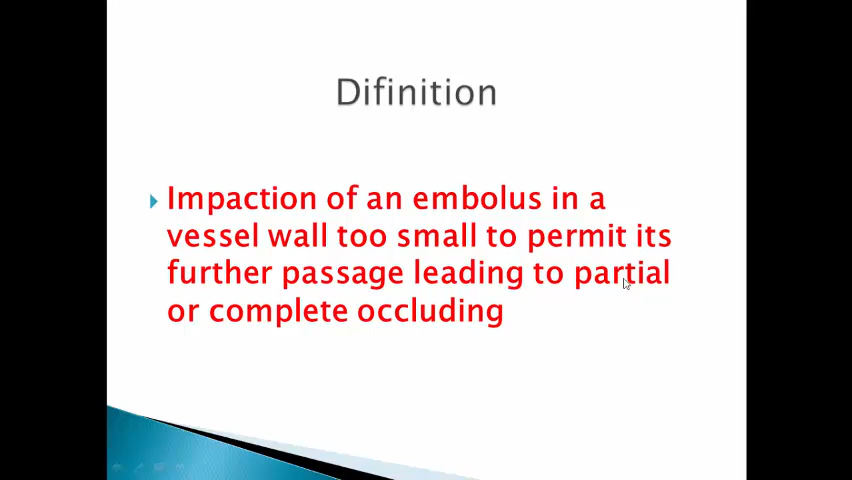 Difinition
Impaction of an embolus in a
vessel wall too small to permit its
further passage leading to partial
or complete occluding